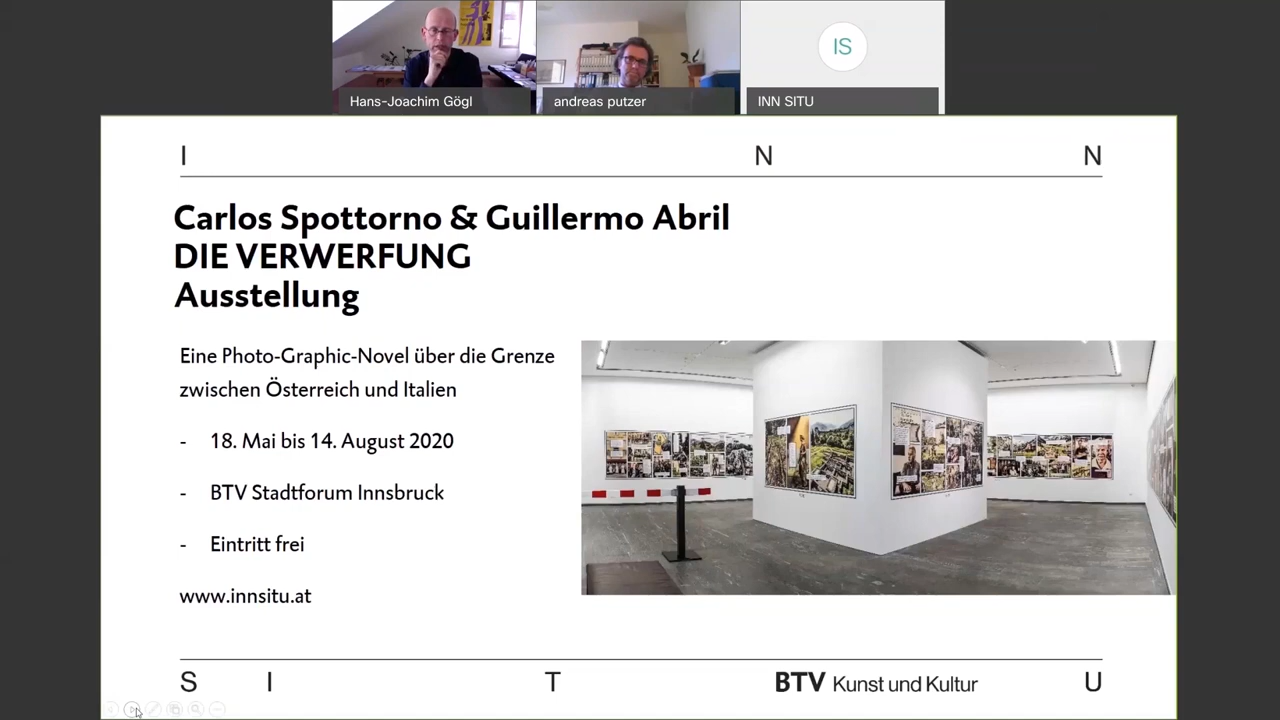 IS
Hans-Joachim Gögl
andreas putzer
INN SITU
I N N
Carlos Spottorno & Guillermo Abril
DIE VERWERFUNG
Ausstellung
Eine Photo-Graphic-Novel über die Grenze
zwischen Österreich und Italien
- 18. Mai bis 14. August 2020
- BTV Stadtforum Innsbruck
- Eintritt frei
www.innsitu.at
S I T U
BTV Kunst und Kultur